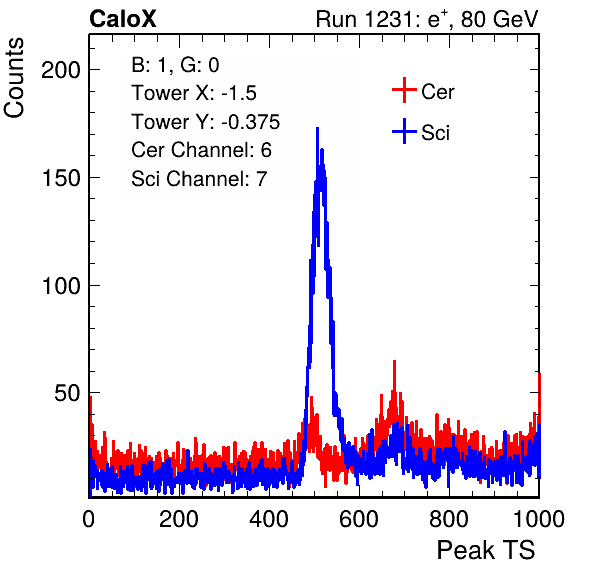 CaloX
Run 1231: e+, 80 GeV
Counts
200
150
100
50
B: 1, G: 0
Tower X: -1.5
Tower Y: -0.375
Cer Channel: 6
Sci Channel: 7
Cer
Sci
0
200
400
600
800
1000
Peak TS